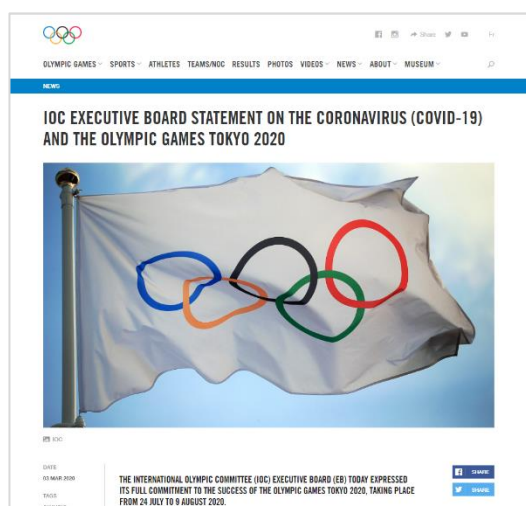 Share
OLYMPIC GAMES SPORTS ATHLETES TEAMS/NOC RESULTS PHOTOS VIDEOS NEWS ABOUT MUSEUM
NEWS
IOC EXECUTIVE BOARD STATEMENT ON THE CORONAVIRUS (COVID-19)
AND THE OLYMPIC GAMES TOKYO 2020
IOC
DATE
03 MAR 2020
TAGS
THE INTERNATIONAL OLYMPIC COMMITTEE (IOC) EXECUTIVE BOARD (EB) TODAY EXPRESSED
ITS FULL COMMITMENT TO THE SUCCESS OF THE OLYMPIC GAMES TOKYO 2020, TAKING PLACE
FROM 24 JULY TO 9 AUGUST 2020.
SHARE
SHARE